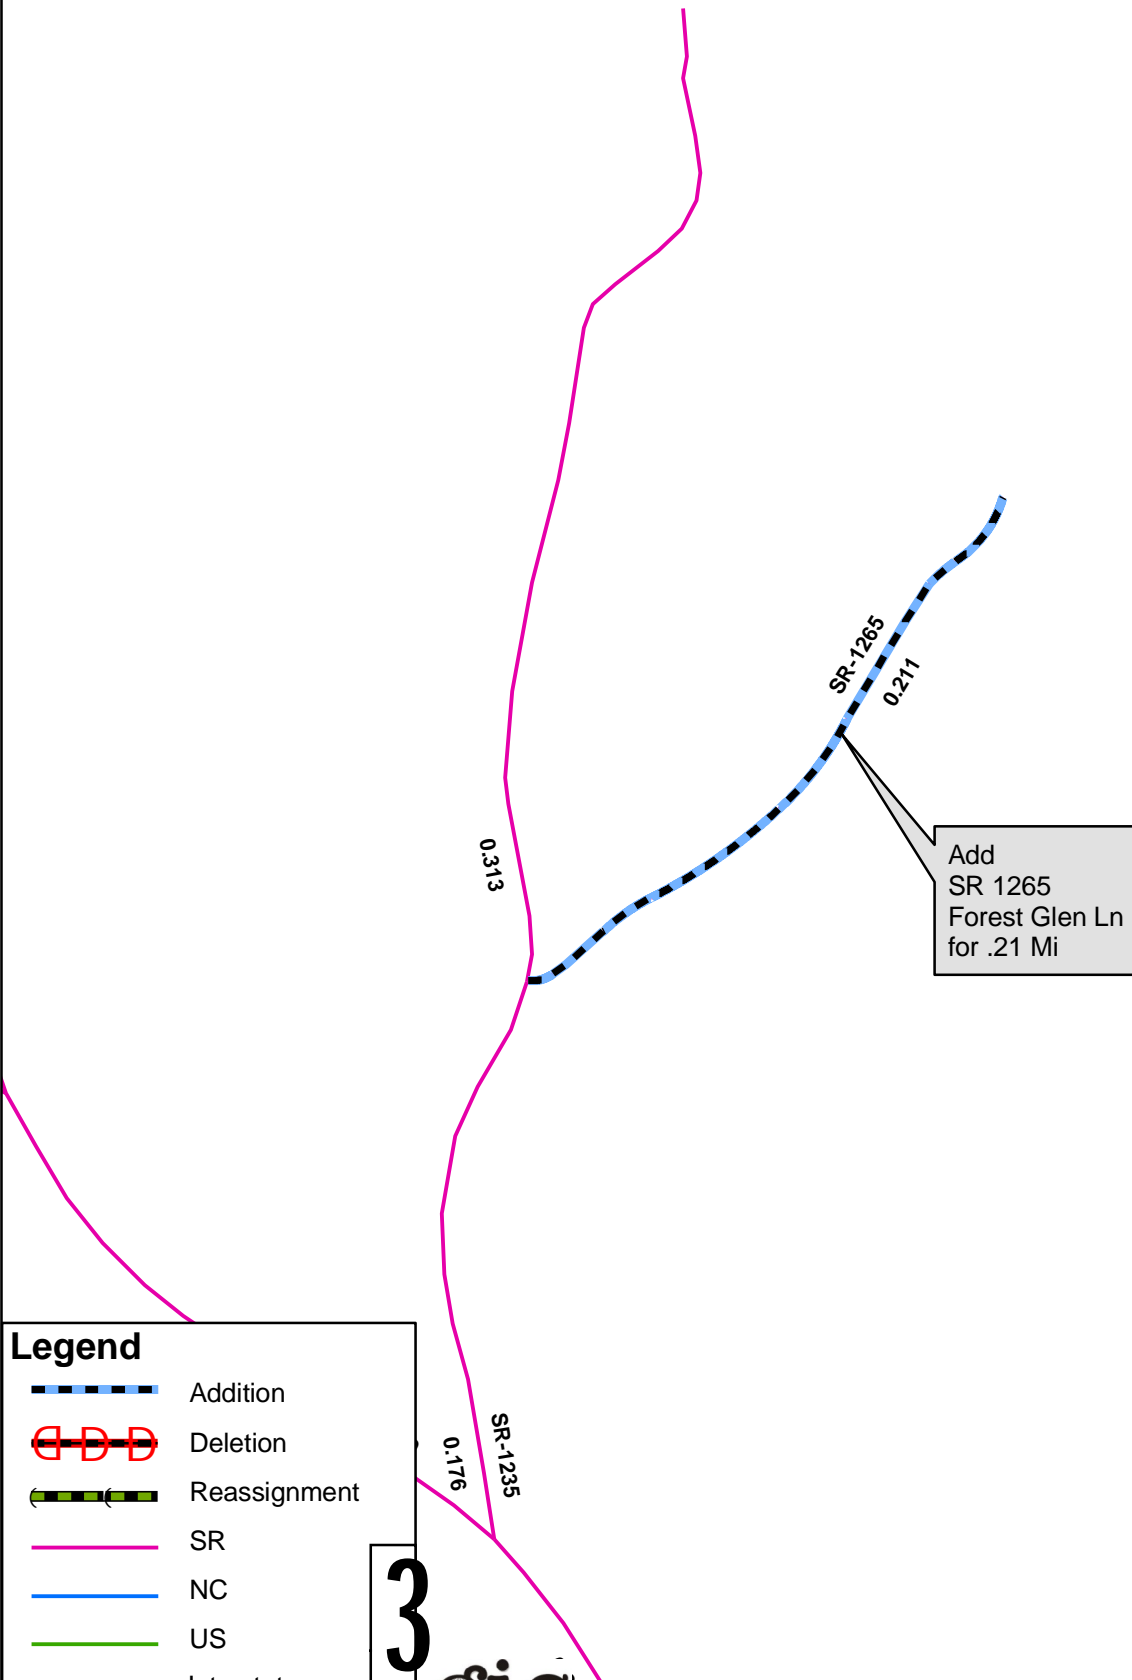 SR-1265
0.211
0.313
Add
SR 1265
Forest Glen Ln
for .21 Mi
SR-1235
0.176
Legend
Addition
Deletion
Reassignment
SR
NC
US
3